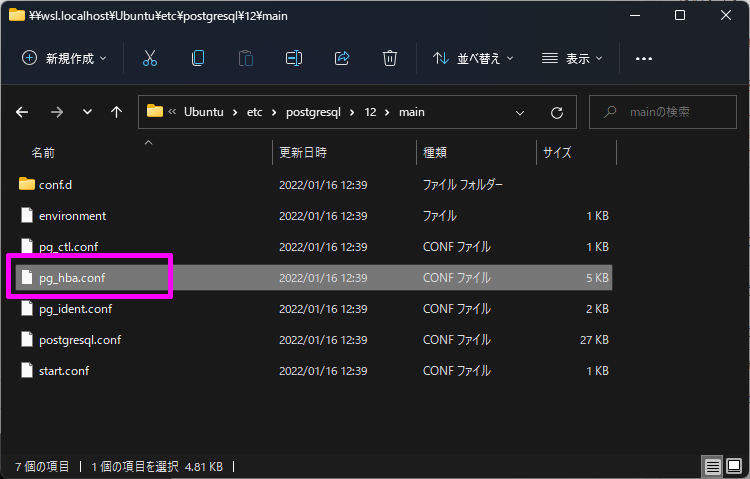 ¥¥wsl.localhost¥Ubuntu¥etc¥postgresql¥12¥main
新規作成 並べ替え 表示
« Ubuntu > etc > postgresql > 12 > main mainの検索
名前 更新日時 種類 サイズ
conf.d 2022/01/16 12:39 ファイル フォルダー
environment 2022/01/16 12:39 ファイル 1 KB
pg_ctl.conf 2022/01/16 12:39 CONF ファイル 1 KB
pg_hba.conf 2022/01/16 12:39 CONF ファイル 5 KB
pg_ident.conf 2022/01/16 12:39 CONF ファイル 2 KB
postgresql.conf 2022/01/16 12:39 CONF ファイル 27 KB
start.conf 2022/01/16 12:39 CONF ファイル 1 KB
7 個の項目 | 1 個の項目を選択 4.81 KB |